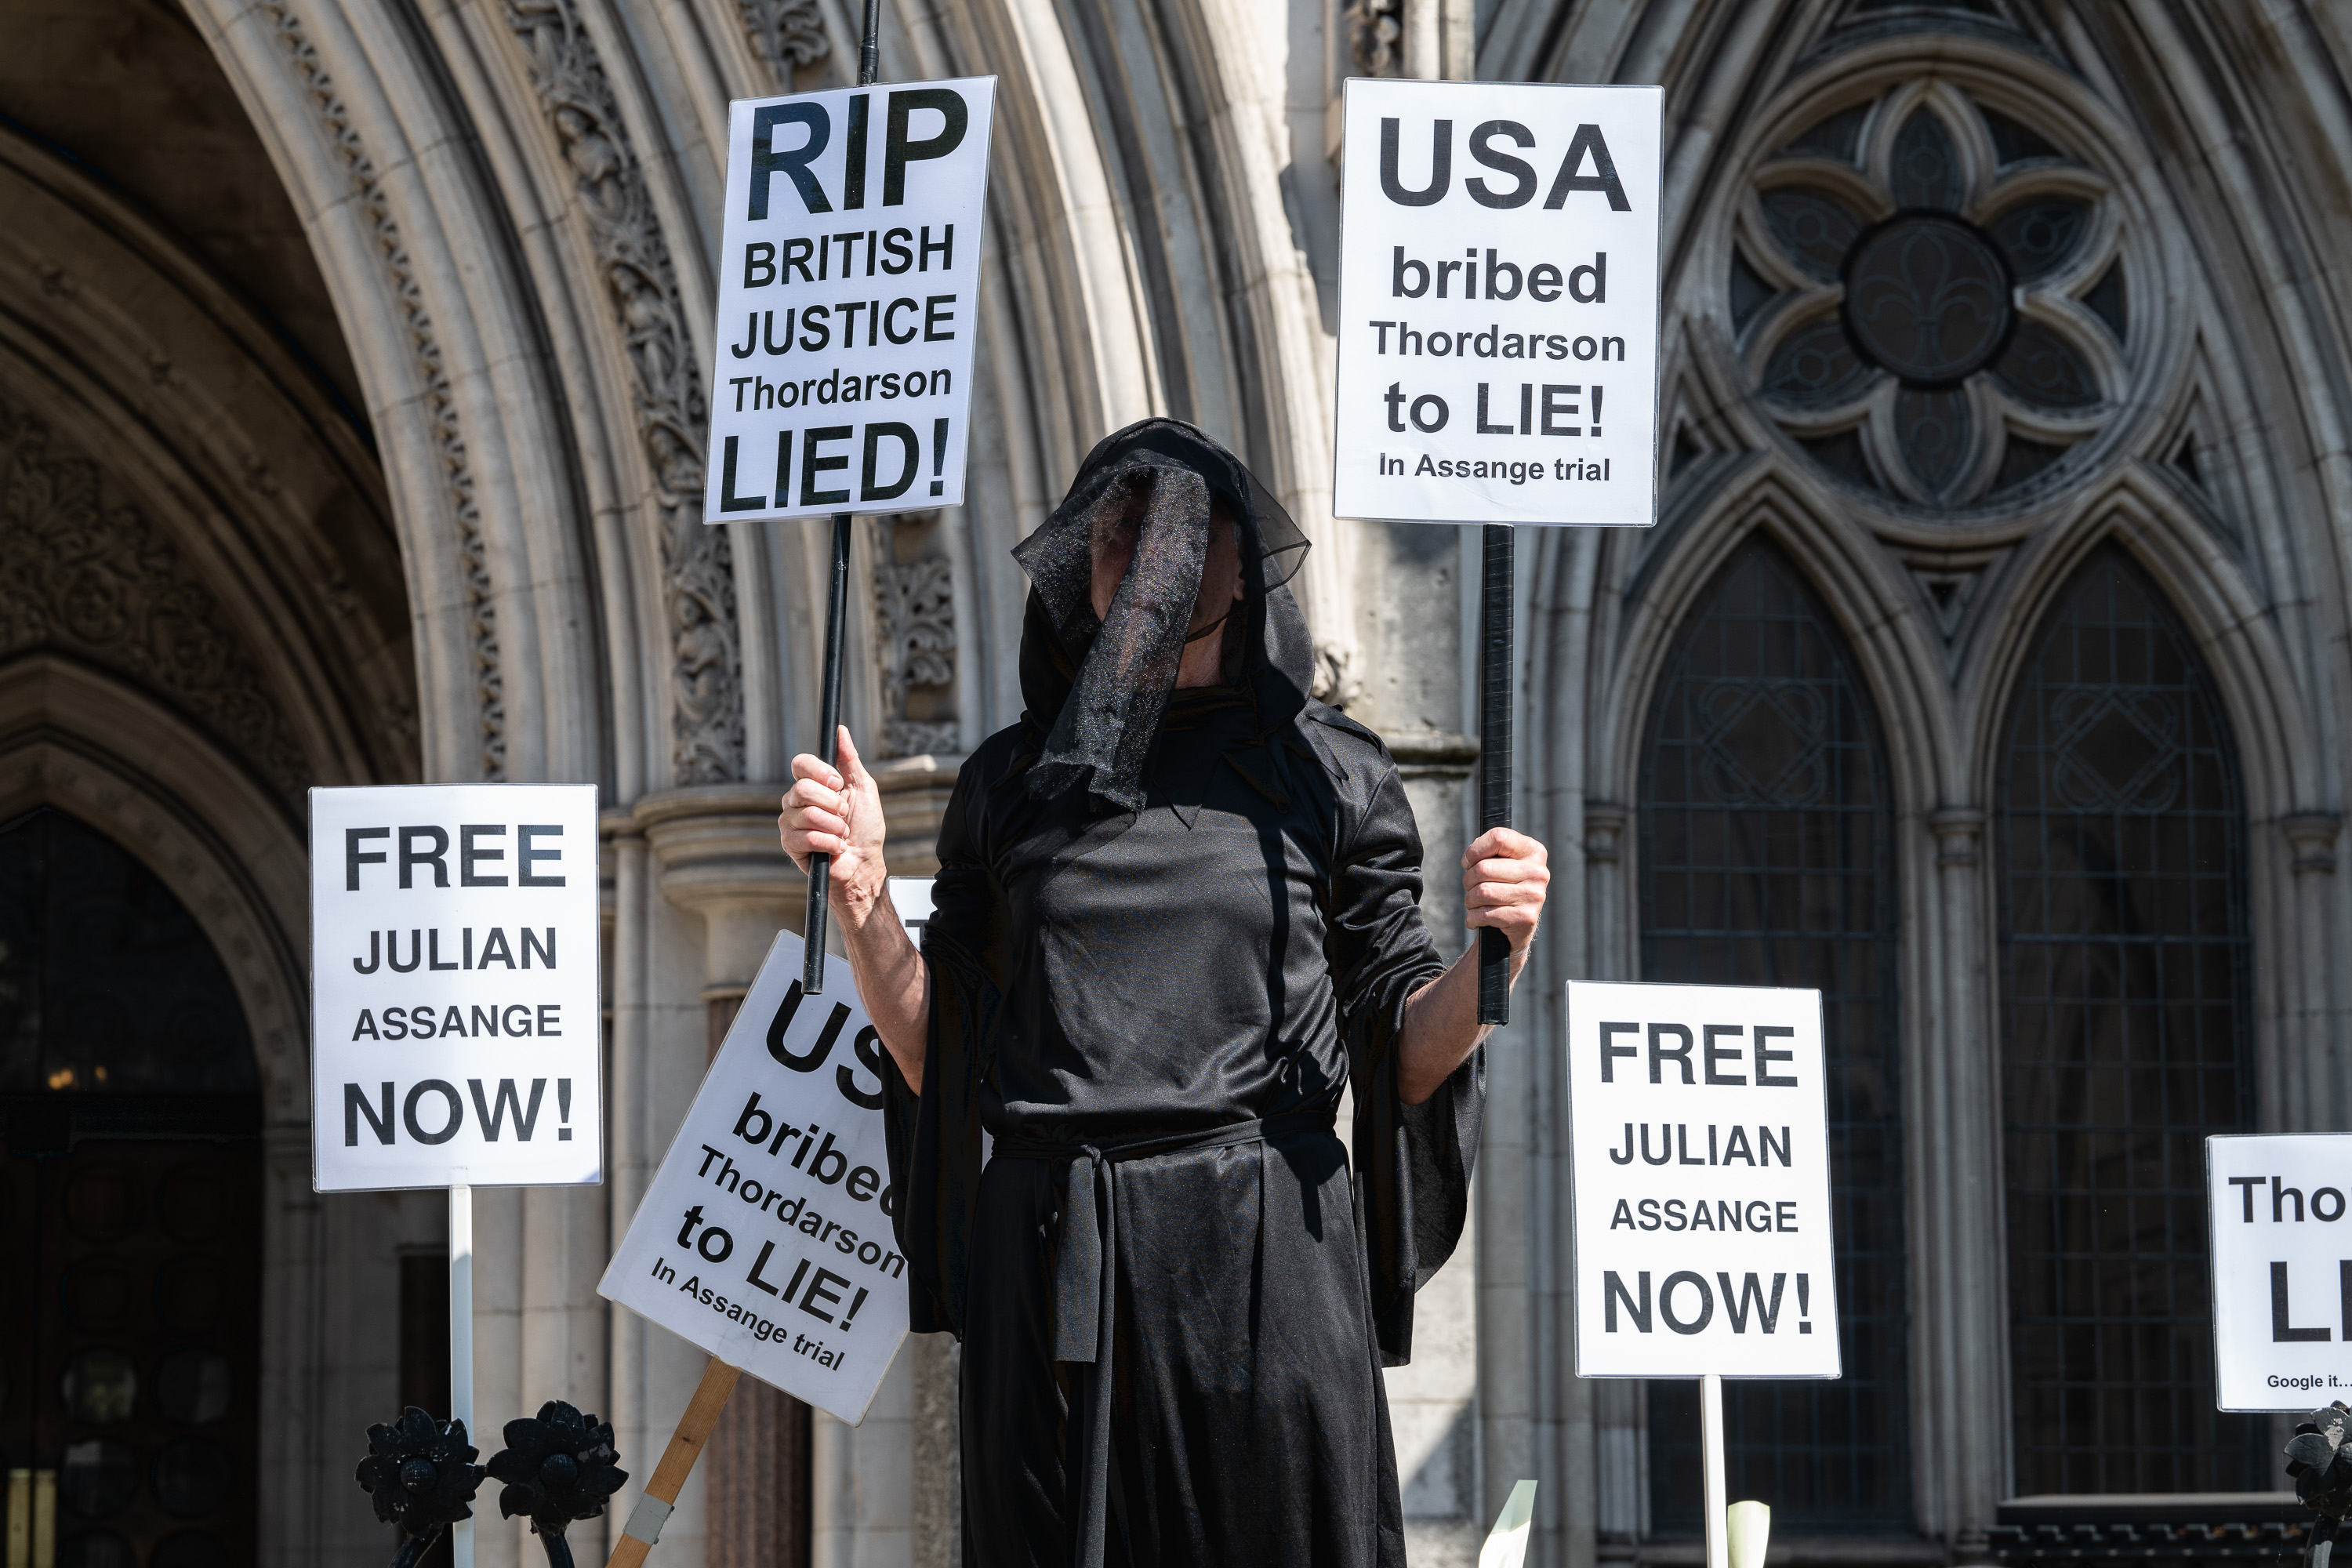 RIP
BRITISH
JUSTICE
Thordarson
LIED!
USA
bribed
Thordarson
to LIE!
In Assange trial
FREE
JULIAN
ASSANGE
NOW!
bribed
Thordarson
to LIE!
In Assange trial
FREE
JULIAN
ASSANGE
NOW!
Google it...